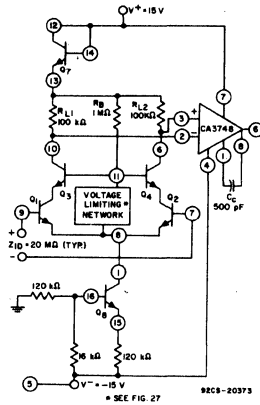 V+=15V
12
14
Q7
13
RL1
100 kΩ
RB
1MΩ
RL2
100KΩ
3
+
2
−
CA3748
7
6
4
1
8
CC
500 pF
10
6
11
Q3
Q4
VOLTAGE
LIMITING*
NETWORK
9
Q1
Q2
7
+
ZID=20 MΩ (TYP.)
−
8
1
120 kΩ
16
Q8
15
16 kΩ
120 kΩ
5
V−=−15 V
92CS-20373
* SEE FIG. 27